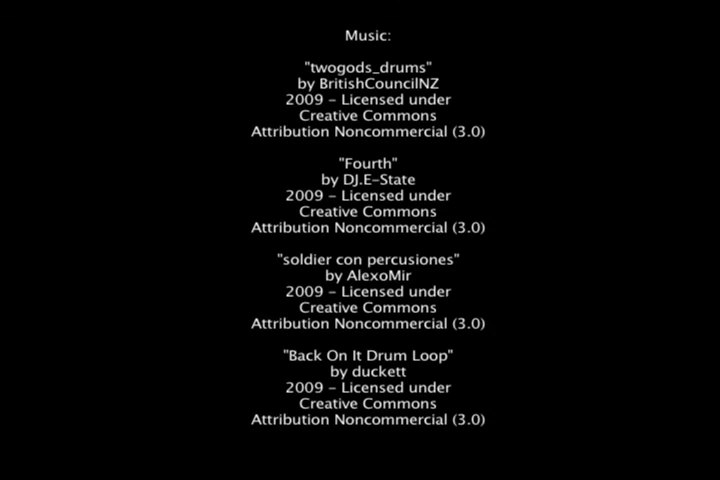 Music:
"twogods_drums"
by BritishCouncilNZ
2009 - Licensed under
Creative Commons
Attribution Noncommercial (3.0)
"Fourth"
by DJ.E-State
2009 - Licensed under
Creative Commons
Attribution Noncommercial (3.0)
"soldier con percusiones"
by AlexoMir
2009 - Licensed under
Creative Commons
Attribution Noncommercial (3.0)
"Back On It Drum Loop"
by duckett
2009 - Licensed under
Creative Commons
Attribution Noncommercial (3.0)